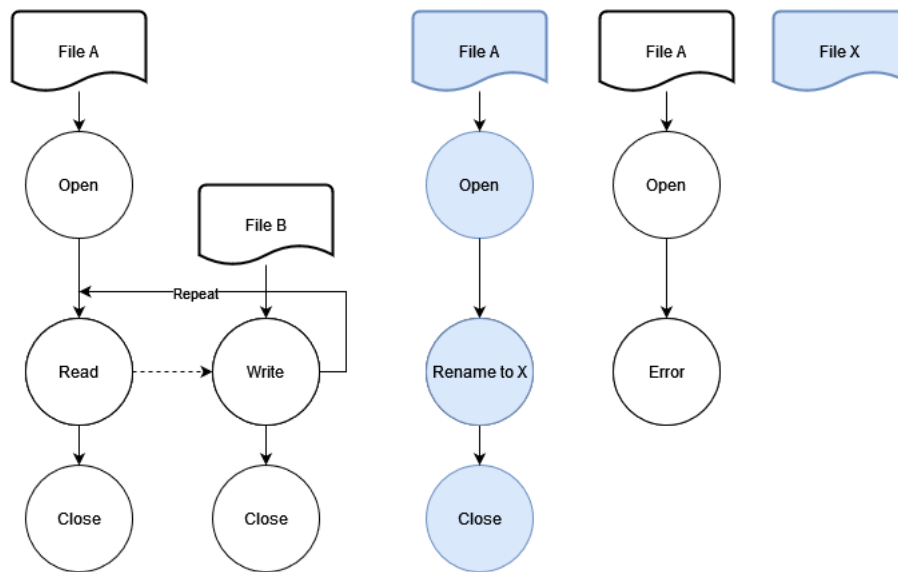 File A
File A
File A
File X
Open
Open
Open
File B
Repeat
Read
Write
Rename to X
Error
Close
Close
Close